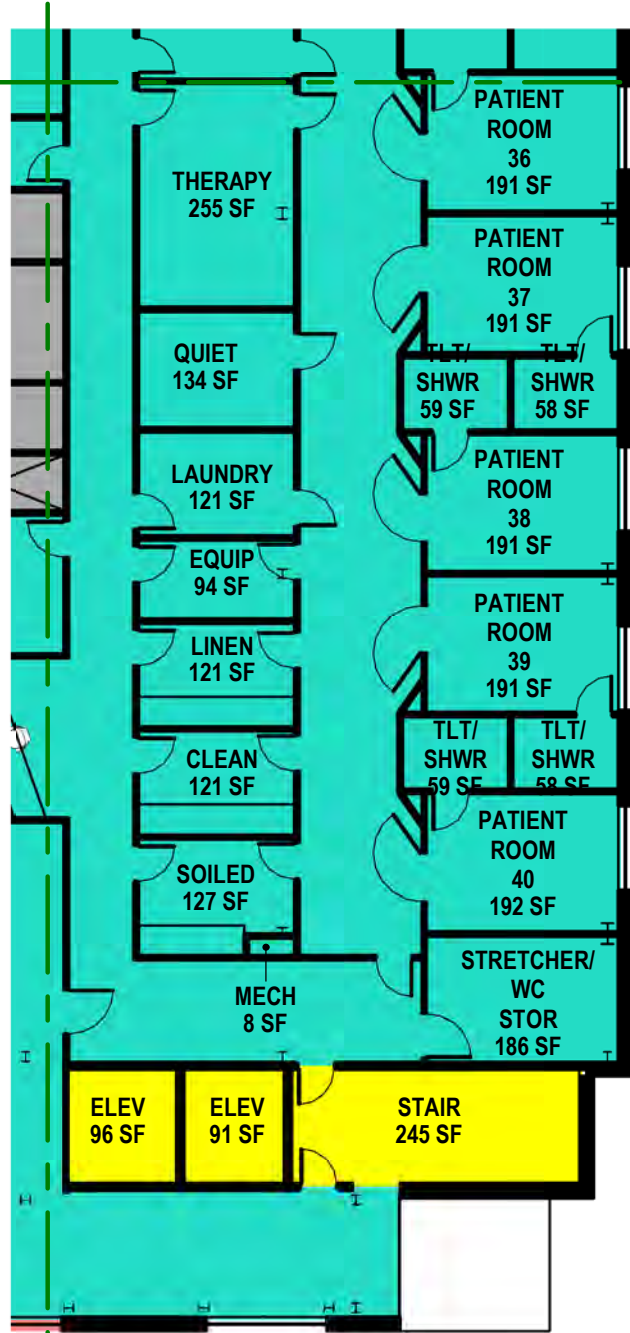 PATIENT
ROOM
36
191 SF
THERAPY
255 SF
PATIENT
ROOM
37
191 SF
QUIET
134 SF
TLT/
SHWR
59 SF
TLT/
SHWR
58 SF
LAUNDRY
121 SF
PATIENT
ROOM
38
191 SF
EQUIP
94 SF
PATIENT
ROOM
39
191 SF
LINEN
121 SF
TLT/
SHWR
59 SF
TLT/
SHWR
58 SF
CLEAN
121 SF
PATIENT
ROOM
40
192 SF
SOILED
127 SF
STRETCHER/
WC
STOR
186 SF
MECH
8 SF
ELEV
96 SF
ELEV
91 SF
STAIR
245 SF